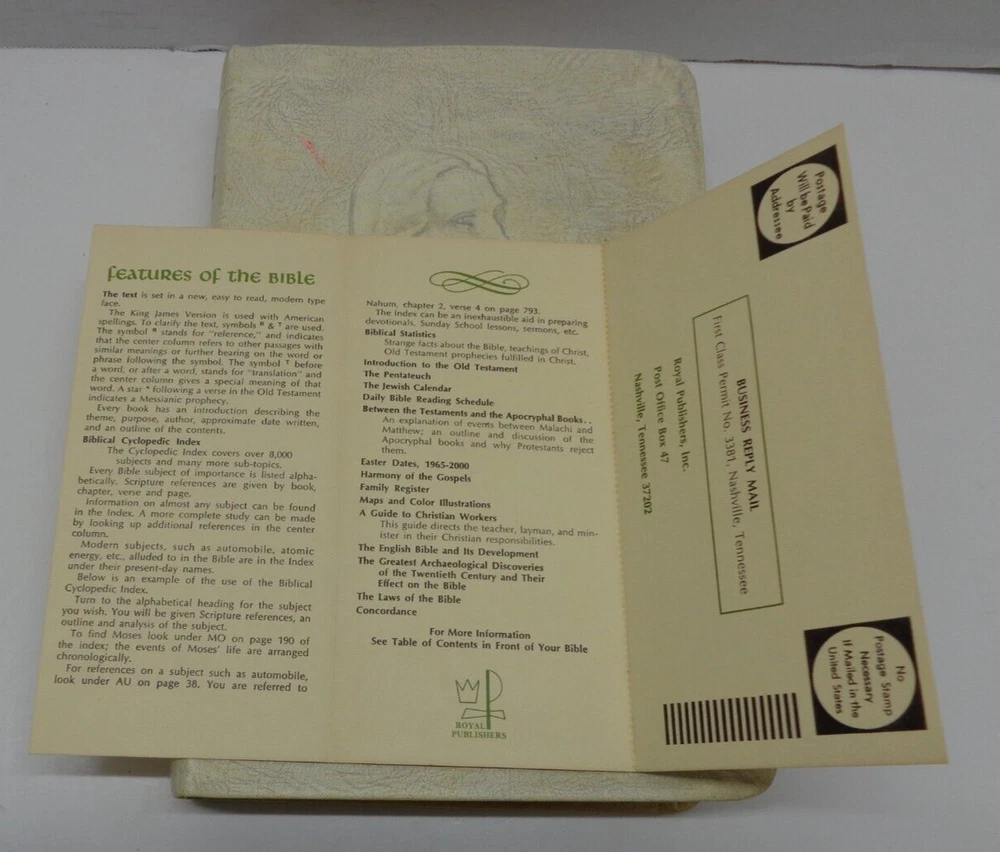 features of the BIBLE
The text is set in a new, easy to read, modern type
face.
The King James Version is used with American
spellings. To clarify the text, symbols R & T are used.
The symbol R stands for "reference," and indicates
that the center column refers to other passages with
similar meanings or further bearing on the word or
phrase following the symbol. The symbol T before
a word, or after a word, stands for "translation" and
the center column gives a special meaning of that
word. A star * following a verse in the Old Testament
indicates a Messianic prophecy.
Every book has an introduction describing the
theme, purpose, author, approximate date written,
and an outline of the contents.
Biblical Cyclopedic Index
The Cyclopedic Index covers over 8,000
subjects and many more sub-topics.
Every Bible subject of importance is listed alpha-
betically. Scripture references are given by book,
chapter, verse and page.
Information on almost any subject can be found
in the Index. A more complete study can be made
by looking up additional references in the center
column.
Modern subjects, such as automobile, atomic
energy, etc., alluded to in the Bible are in the Index
under their present-day names.
Below is an example of the use of the Biblical
Cyclopedic Index.
Turn to the alphabetical heading for the subject
you wish. You will be given Scripture references, an
outline and analysis of the subject.
To find Moses look under MO on page 190 of
the index; the events of Moses' life are arranged
chronologically.
For references on a subject such as automobile,
look under AU on page 38. You are referred to
Nahum, chapter 2, verse 4 on page 793.
The Index can be an inexhaustible aid in preparing
devotionals, Sunday School lessons, sermons, etc.
Biblical Statistics
Strange facts about the Bible, teachings of Christ,
Old Testament prophecies fulfilled in Christ.
Introduction to the Old Testament
The Pentateuch
The Jewish Calendar
Daily Bible Reading Schedule
Between the Testaments and the Apocryphal Books. .
An explanation of events between Malachi and
Matthew; an outline and discussion of the
Apocryphal books and why Protestants reject
them.
Easter Dates, 1965-2000
Harmony of the Gospels
Family Register
Maps and Color Illustrations
A Guide to Christian Workers
This guide directs the teacher, layman, and min-
ister in their Christian responsibilities.
The English Bible and Its Development
The Greatest Archaeological Discoveries
of the Twentieth Century and Their
Effect on the Bible
The Laws of the Bible
Concordance
For More Information
See Table of Contents in Front of Your Bible
ROYAL
PUBLISHERS
Postage
Will be Paid
by
Addressee
BUSINESS REPLY MAIL
First Class Permit No. 3381, Nashville, Tennessee
Royal Publishers, Inc.
Post Office Box 47
Nashville, Tennessee 37202
No
Postage Stamp
Necessary
If Mailed in the
United States